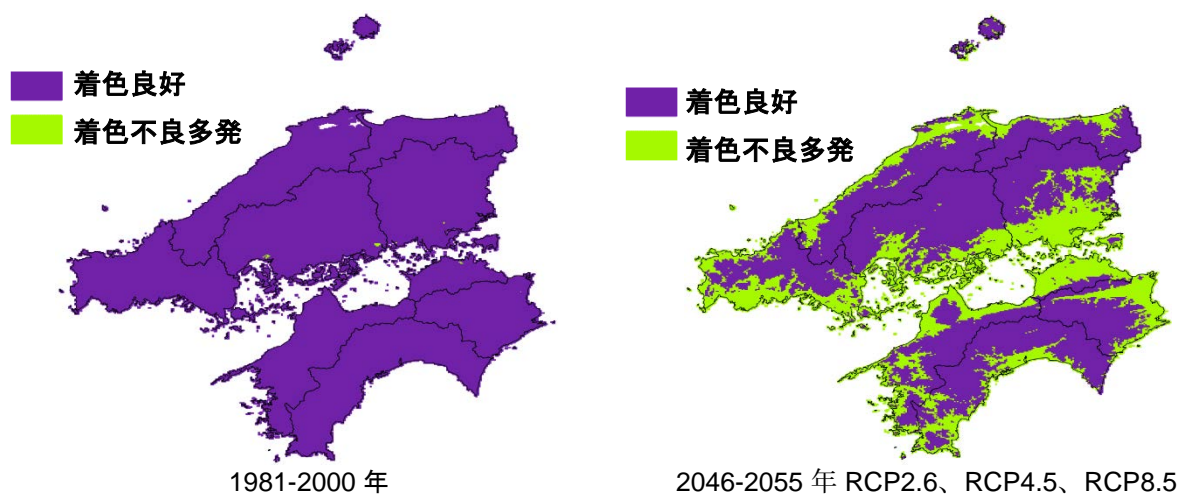 着色良好
着色不良多発
1981-2000 年
着色良好
着色不良多発
2046-2055 年 RCP2.6、RCP4.5、RCP8.5